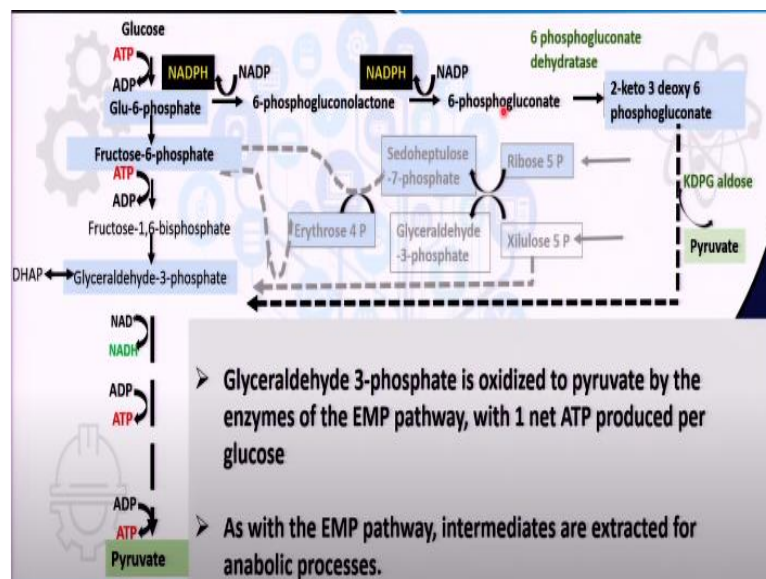 Glucose
ATP
ADP
NADPH
NADP
NADPH
NADP
6 phosphogluconate
dehydratase
Glu-6-phosphate
6-phosphogluconolactone
6-phosphogluconate
2-keto 3 deoxy 6
phosphogluconate
Fructose-6-phosphate
ATP
ADP
Sedoheptulose
-7-phosphate
Ribose 5 P
KDPG aldose
Fructose-1,6-bisphosphate
Erythrose 4 P
Glyceraldehyde
-3-phosphate
Xilulose 5 P
Pyruvate
DHAP
Glyceraldehyde-3-phosphate
NAD
NADH
ADP
ATP
ADP
ATP
Pyruvate
➢ Glyceraldehyde 3-phosphate is oxidized to pyruvate by the
enzymes of the EMP pathway, with 1 net ATP produced per
glucose
➢ As with the EMP pathway, intermediates are extracted for
anabolic processes.